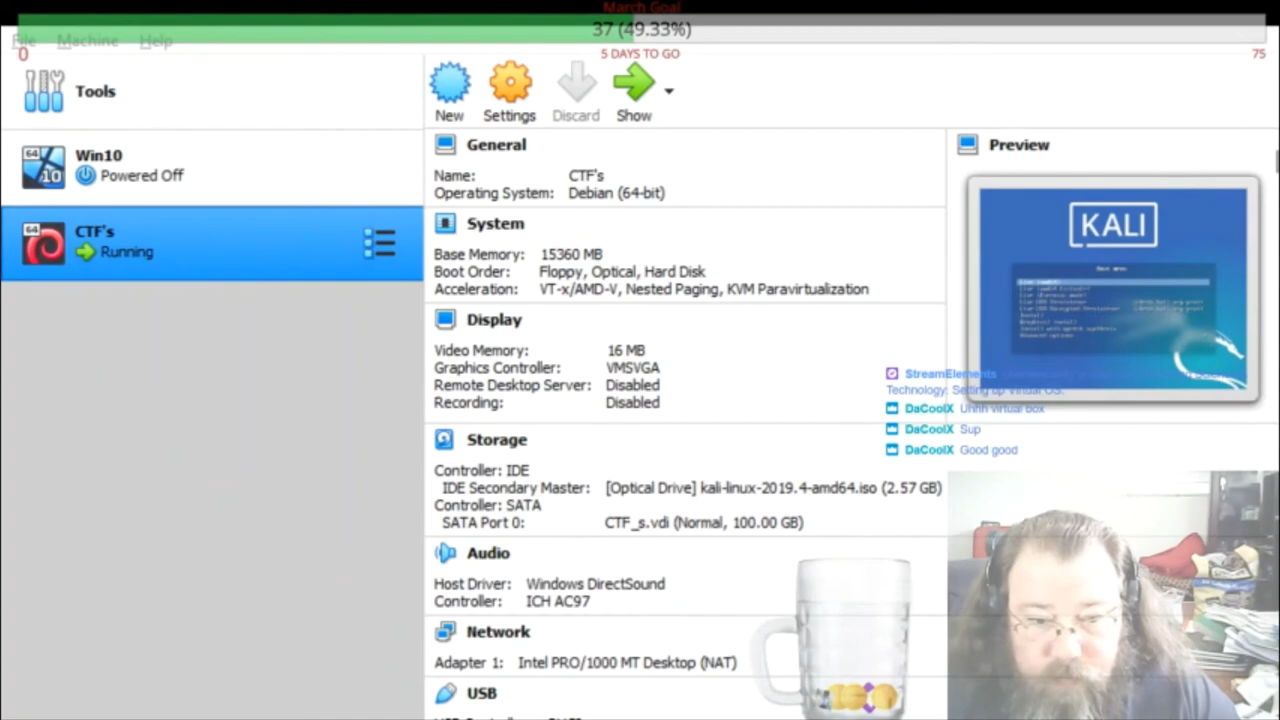 March Goal
37 (49.33%)
File Machine Help
0
5 DAYS TO GO
75
Tools
New Settings Discard Show
Win10
Powered Off
CTF's
Running
General
Name: CTF's
Operating System: Debian (64-bit)
System
Base Memory: 15360 MB
Boot Order: Floppy, Optical, Hard Disk
Acceleration: VT-x/AMD-V, Nested Paging, KVM Paravirtualization
Display
Video Memory: 16 MB
Graphics Controller: VMSVGA
Remote Desktop Server: Disabled
Recording: Disabled
Storage
Controller: IDE
IDE Secondary Master: [Optical Drive] kali-linux-2019.4-amd64.iso (2.57 GB)
Controller: SATA
SATA Port 0: CTF_s.vdi (Normal, 100.00 GB)
Audio
Host Driver: Windows DirectSound
Controller: ICH AC97
Network
Adapter 1: Intel PRO/1000 MT Desktop (NAT)
USB
Preview
KALI
StreamElements
Technology: Setting up Virtual OS.
DaCoolX Uhhh virtual box
DaCoolX Sup
DaCoolX Good good